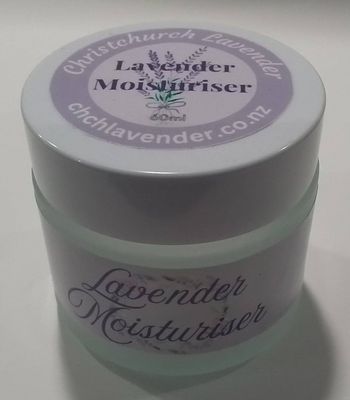 Christchurch Lavender
Lavender
Moisturiser
60ml
chchlavender.co.nz
Lavender
Moisturiser